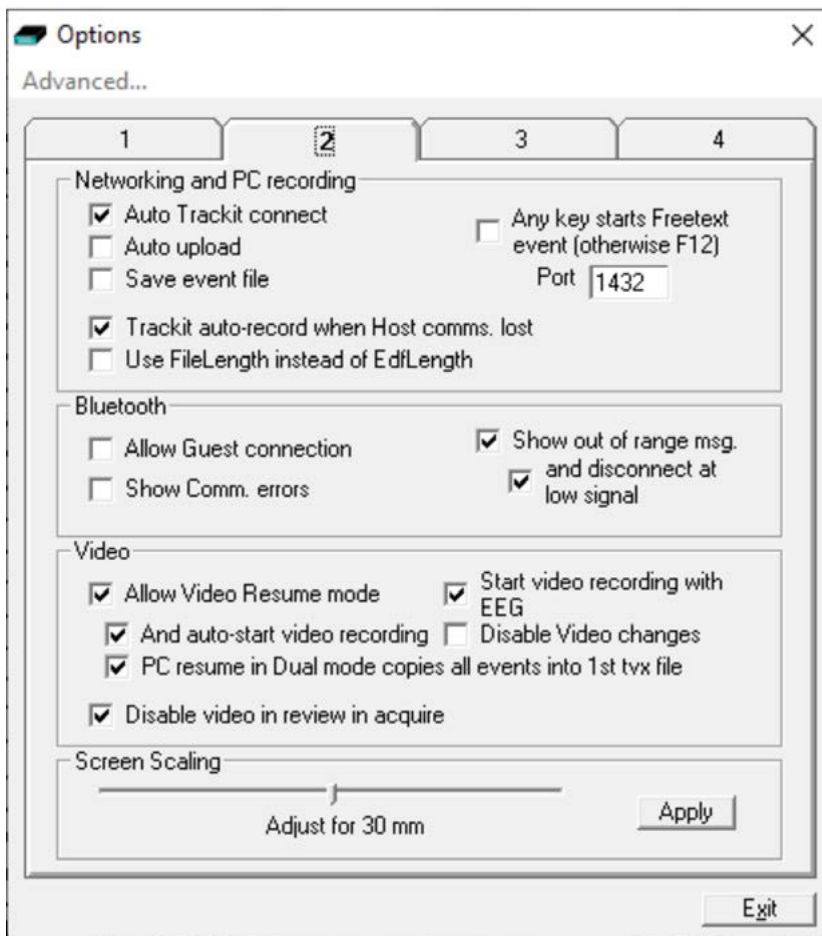 Options
Advanced...
1 2 3 4
Networking and PC recording
Auto Trackit connect
Auto upload
Save event file
Any key starts Freetext
event (otherwise F12)
Port 1432
Trackit auto-record when Host comms. lost
Use FileLength instead of EdfLength
Bluetooth
Allow Guest connection
Show Comm. errors
Show out of range msg.
and disconnect at
low signal
Video
Allow Video Resume mode
Start video recording with
EEG
And auto-start video recording
Disable Video changes
PC resume in Dual mode copies all events into 1st tvx file
Disable video in review in acquire
Screen Scaling
Adjust for 30 mm
Apply
Exit